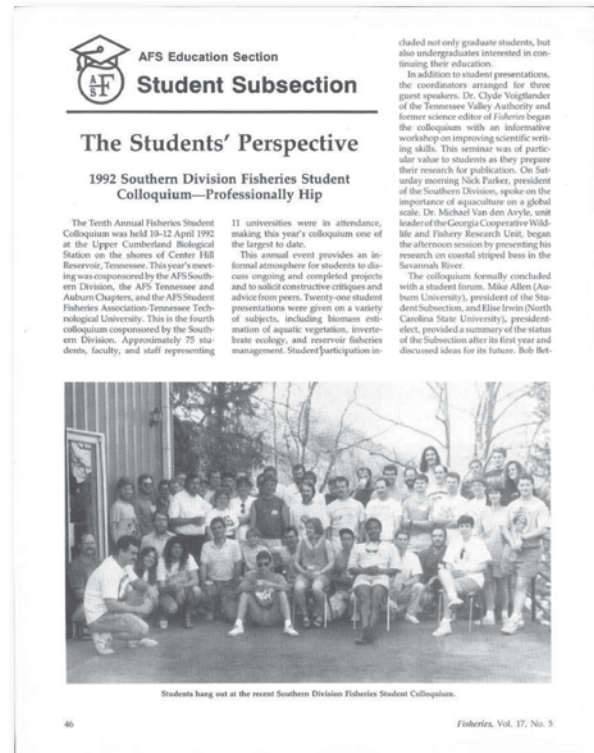 AFS Education Section
A
F
S
Student Subsection
The Students' Perspective
1992 Southern Division Fisheries Student
Colloquium—Professionally Hip
The Tenth Annual Fisheries Student
Colloquium was held 10–12 April 1992
at the Upper Cumberland Biological
Station on the shores of Center Hill
Reservoir, Tennessee. This year's meet-
ing was cosponsored by the AFS South-
ern Division, the AFS Tennessee and
Auburn Chapters, and the AFS Student
Fisheries Association-Tennessee Tech-
nological University. This is the fourth
colloquium cosponsored by the South-
ern Division. Approximately 75 stu-
dents, faculty, and staff representing
11 universities were in attendance,
making this year's colloquium one of
the largest to date.
This annual event provides an in-
formal atmosphere for students to dis-
cuss ongoing and completed projects
and to solicit constructive critiques and
advice from peers. Twenty-one student
presentations were given on a variety
of subjects, including biomass esti-
mation of aquatic vegetation, inverte-
brate ecology, and reservoir fisheries
management. Student participation in-
cluded not only graduate students, but
also undergraduates interested in con-
tinuing their education.
In addition to student presentations,
the coordinators arranged for three
guest speakers. Dr. Clyde Voigtlander
of the Tennessee Valley Authority and
former science editor of Fisheries began
the colloquium with an informative
workshop on improving scientific writ-
ing skills. This seminar was of partic-
ular value to students as they prepare
their research for publication. On Sat-
urday morning Nick Parker, president
of the Southern Division, spoke on the
importance of aquaculture on a global
scale. Dr. Michael Van den Avyle, unit
leader of the Georgia Cooperative Wild-
life and Fishery Research Unit, began
the afternoon session by presenting his
research on coastal striped bass in the
Savannah River.
The colloquium formally concluded
with a student forum. Mike Allen (Au-
burn University), president of the Stu-
dent Subsection, and Elise Irwin (North
Carolina State University), president-
elect, provided a summary of the status
of the Subsection after its first year and
discussed ideas for its future. Bob Bet-
Students hang out at the recent Southern Division Fisheries Student Colloquium.
46
Fisheries, Vol. 17, No. 5